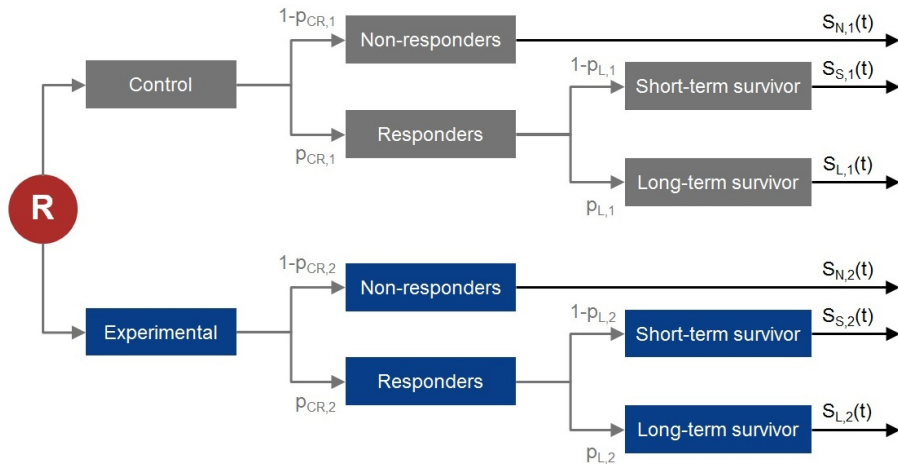 1-p_CR,1
Non-responders
S_N,1(t)
Control
1-p_L,1
Short-term survivor
S_S,1(t)
Responders
p_CR,1
Long-term survivor
S_L,1(t)
p_L,1
R
1-p_CR,2
Non-responders
S_N,2(t)
Experimental
1-p_L,2
Short-term survivor
S_S,2(t)
Responders
p_CR,2
Long-term survivor
S_L,2(t)
p_L,2